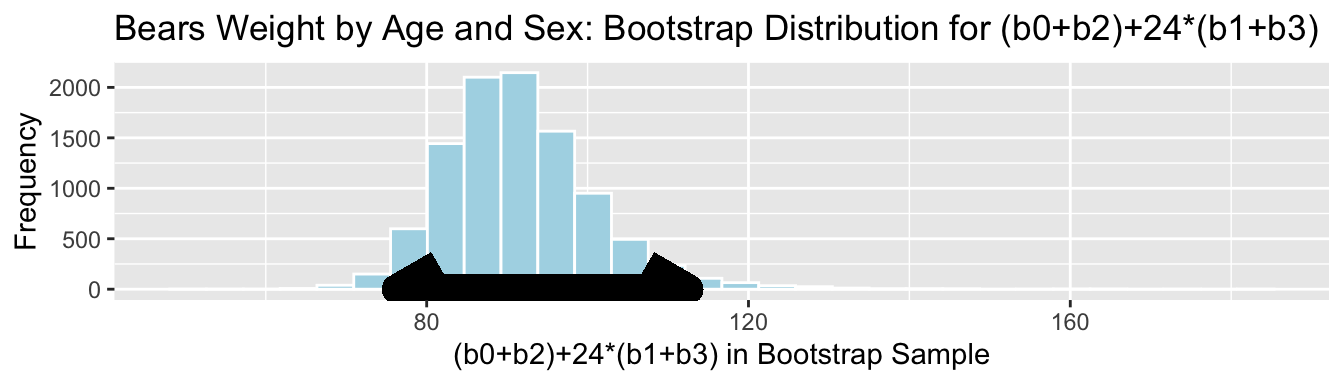 Bears Weight by Age and Sex: Bootstrap Distribution for (b0+b2)+24*(b1+b3)
2000
1500
1000
500
0
Frequency
80 120 160
(b0+b2)+24*(b1+b3) in Bootstrap Sample